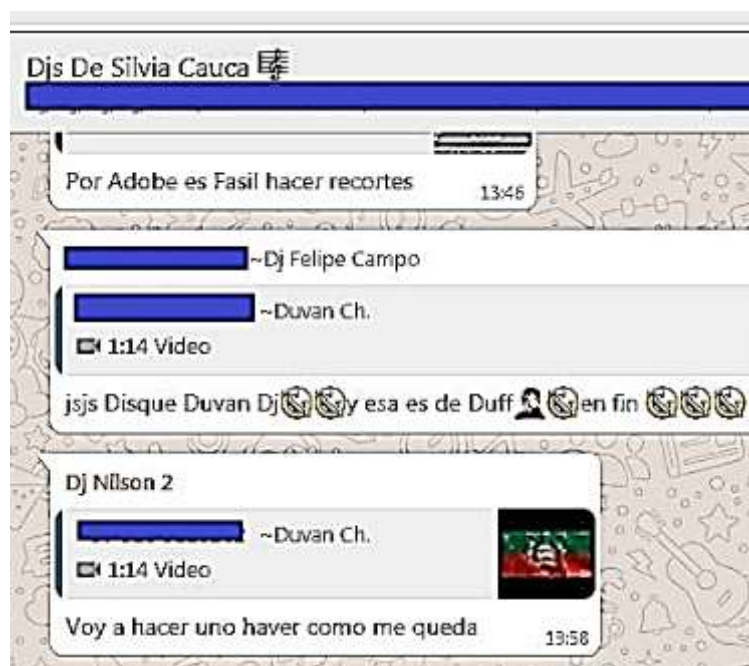 Djs De Silvia Cauca 🎼
Por Adobe es Fasil hacer recortes
13:46
~Dj Felipe Campo
~Duvan Ch.
1:14 Video
jsjs Disque Duvan Dj🤣🤣y esa es de Duff🤦🏻‍♂️🤣en fin 🤣🤣🤣
Dj Nilson 2
~Duvan Ch.
1:14 Video
Voy a hacer uno haver como me queda
13:58